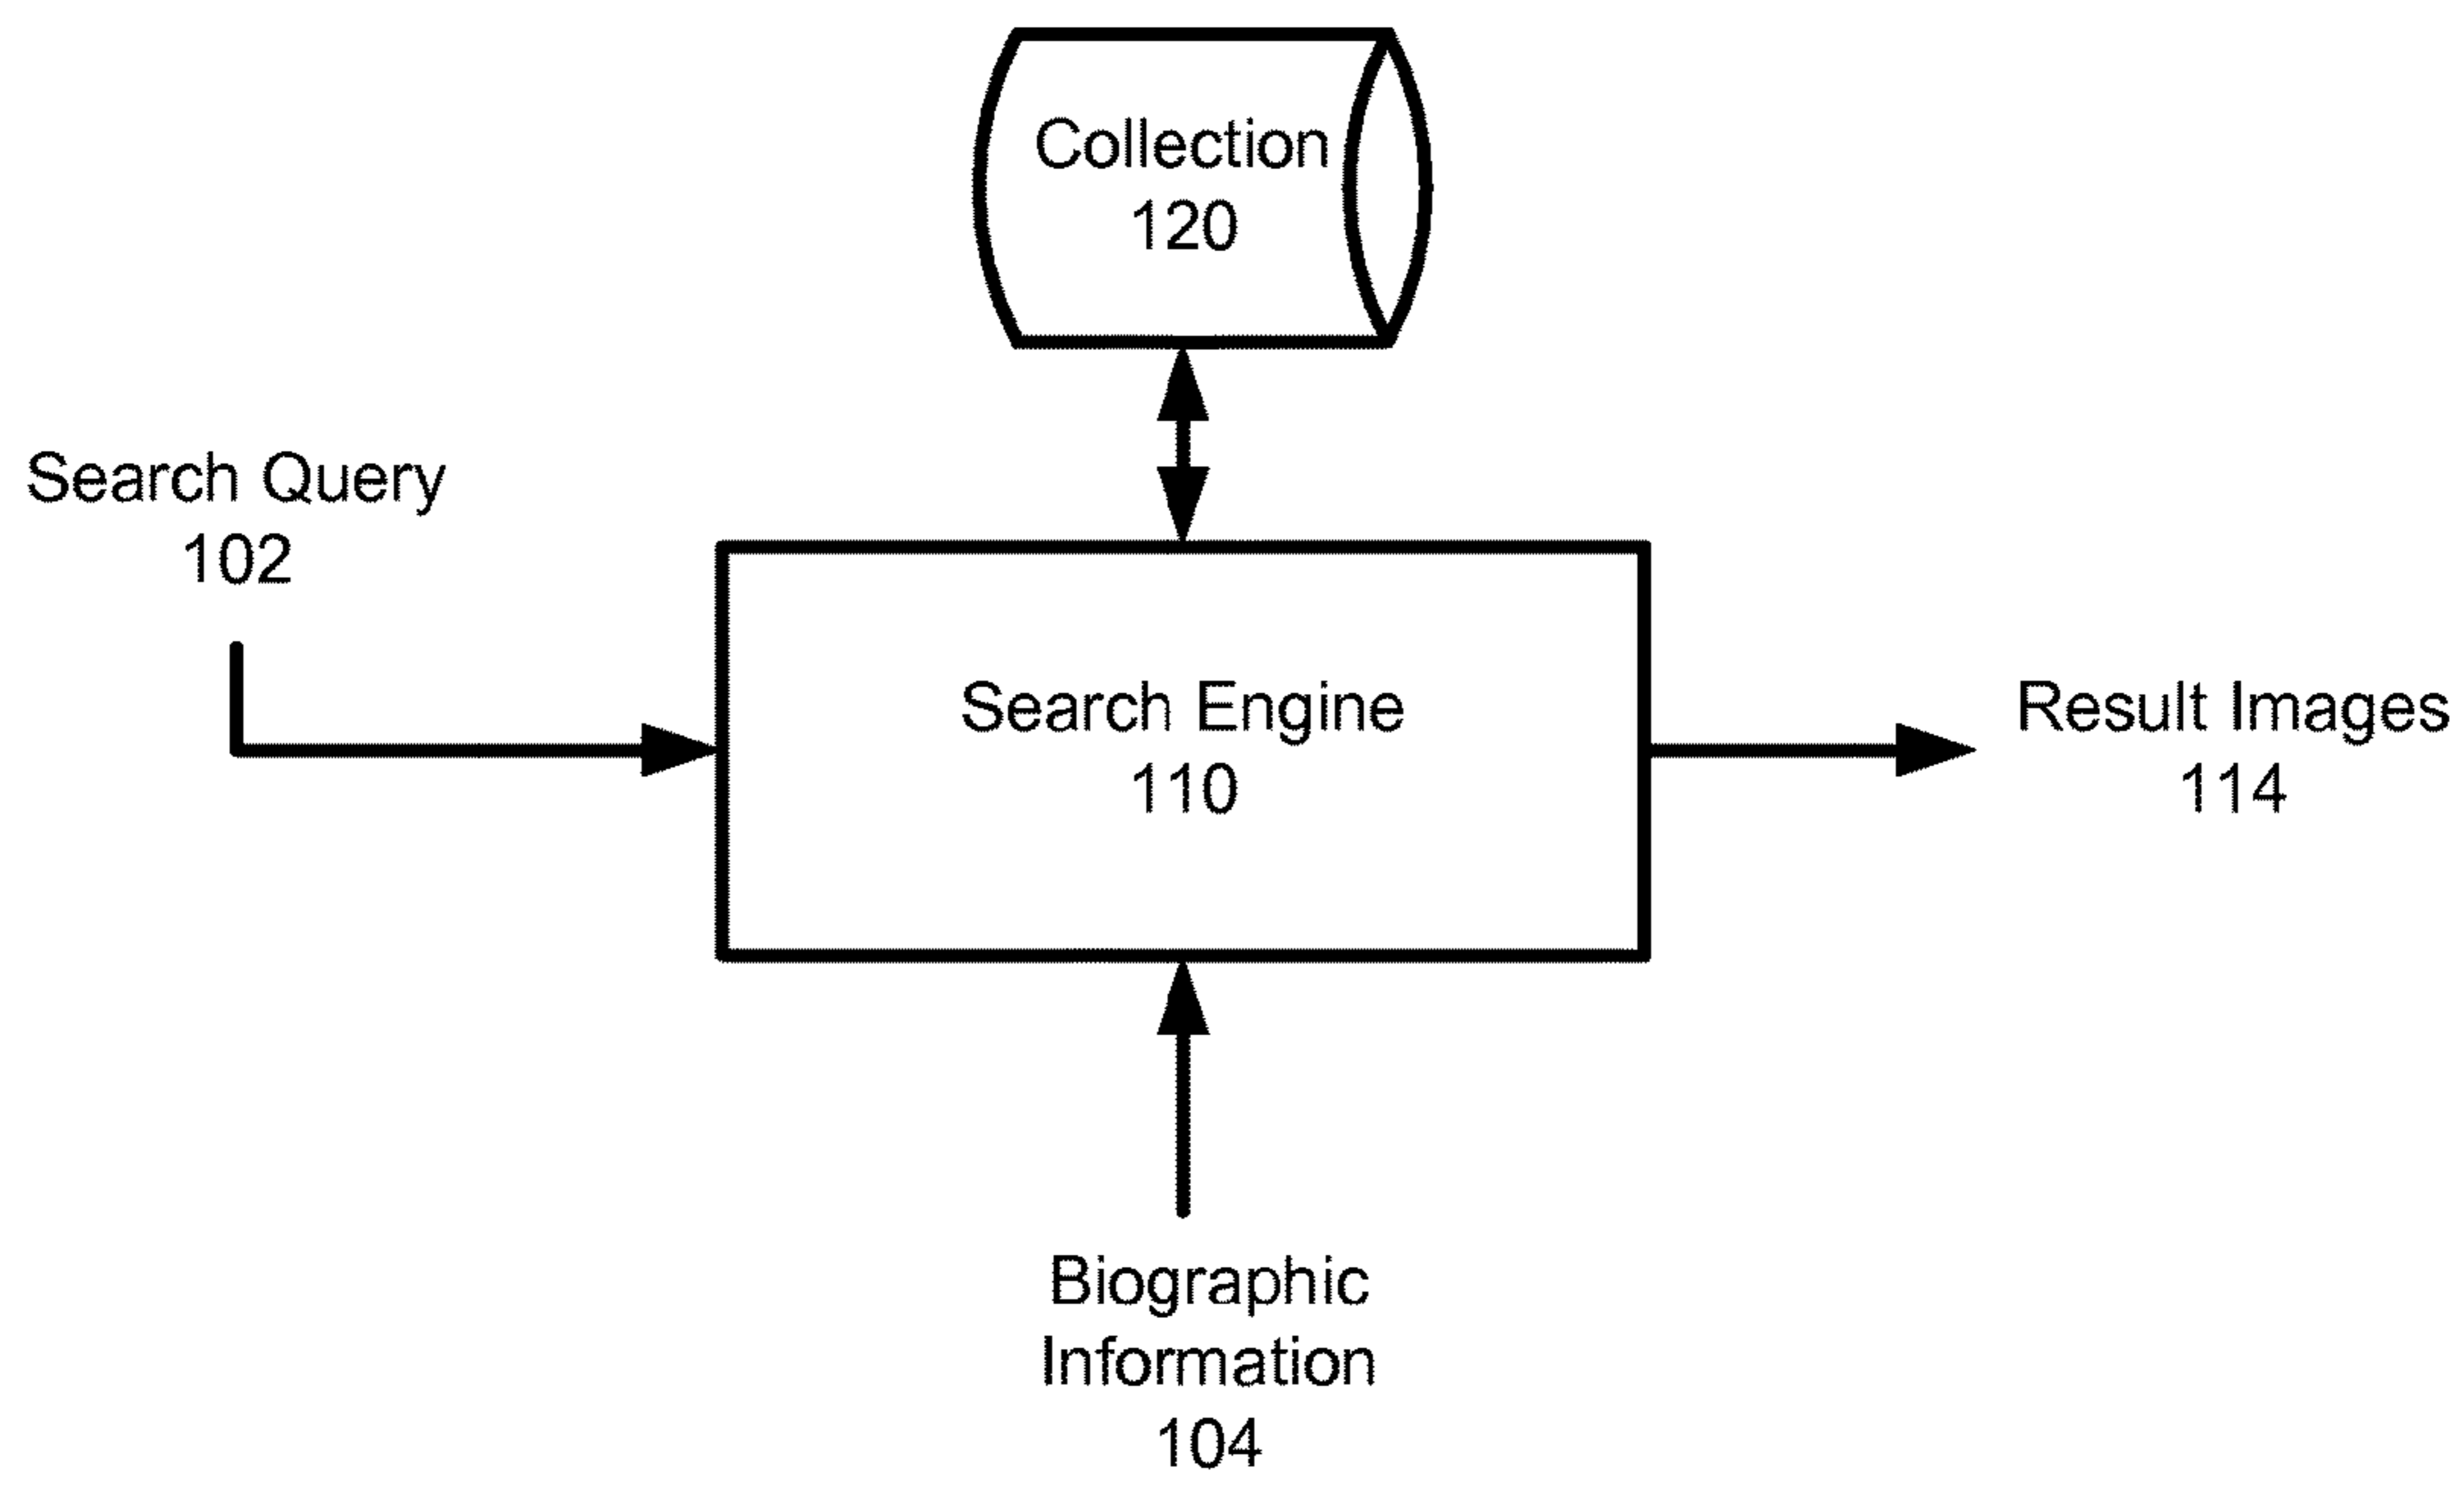 Collection
120
Search Query
102
Search Engine
110
Result Images
114
Biographic
Information
104